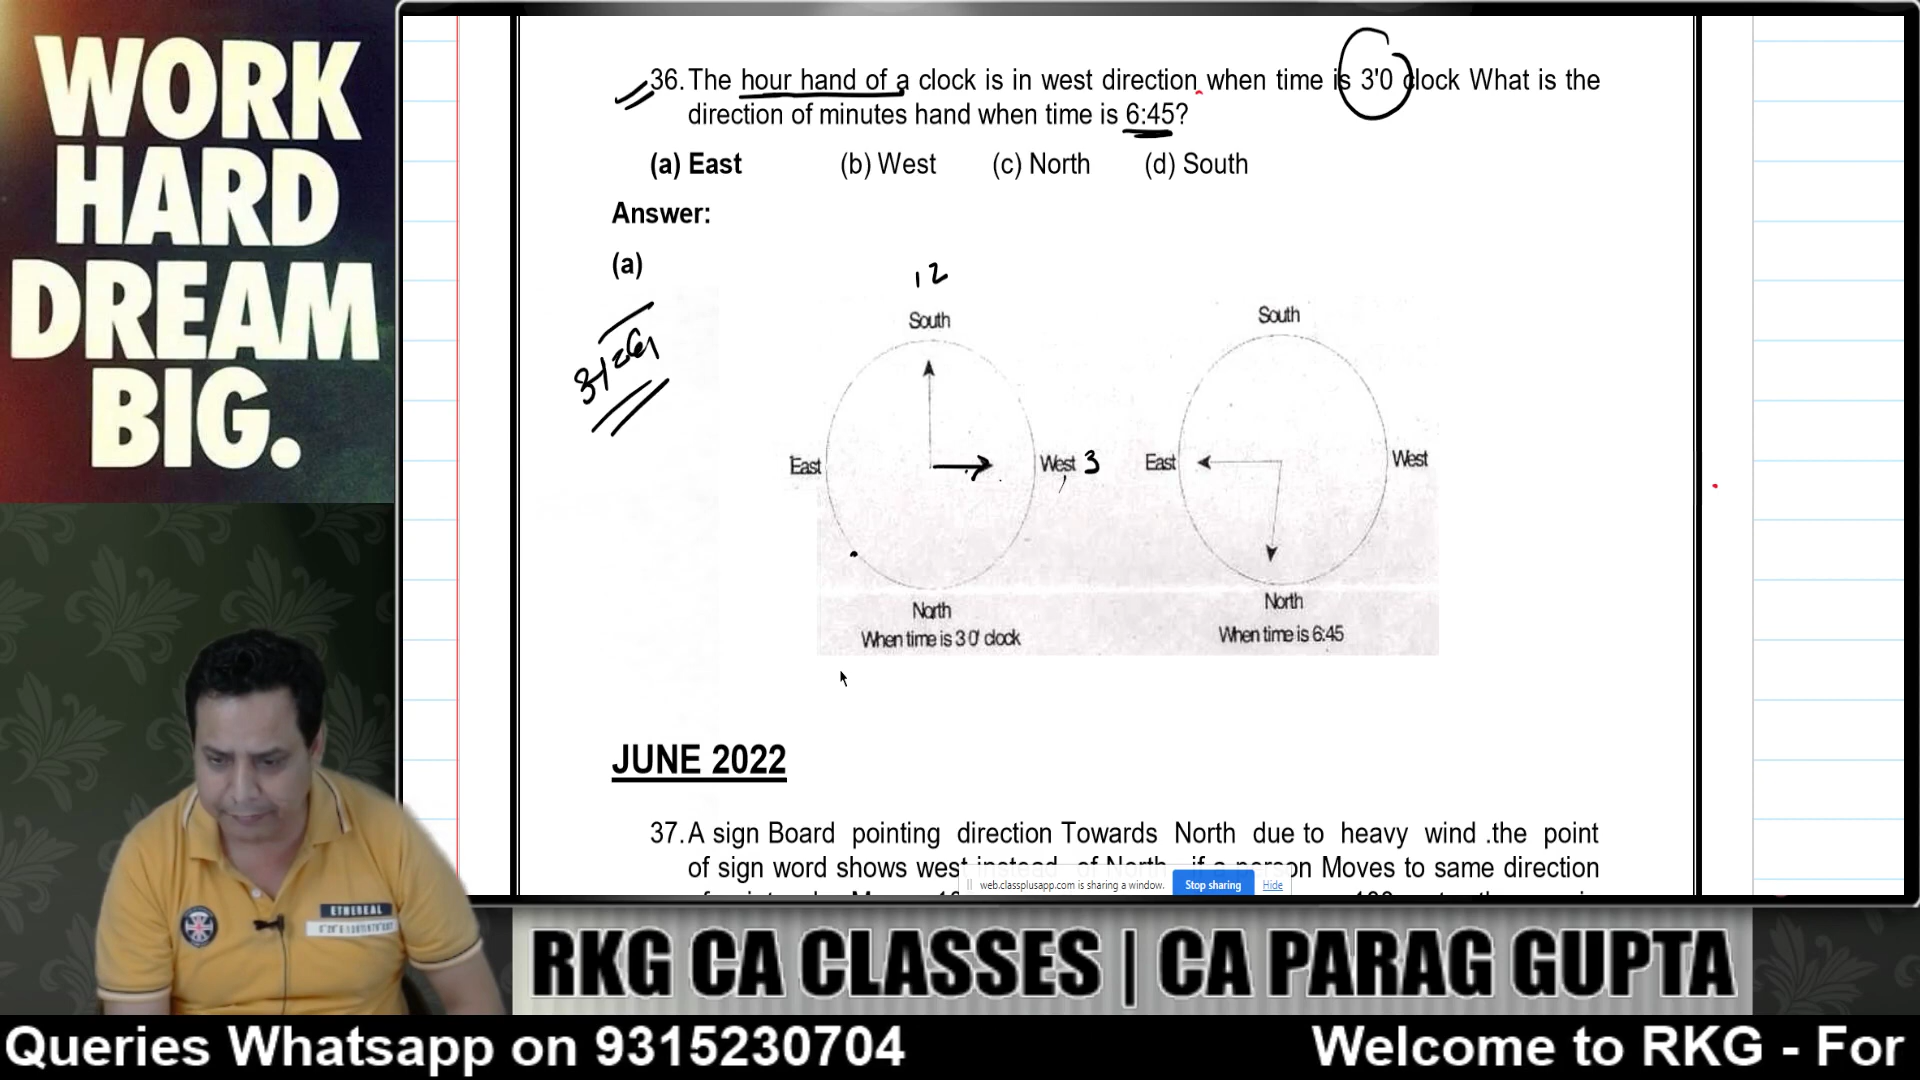 WORK
HARD
DREAM
BIG.
36. The hour hand of a clock is in west direction when time is 3'0 clock What is the
direction of minutes hand when time is 6:45?
(a) East (b) West (c) North (d) South
Answer:
(a)
12
South
East
West 3
North
When time is 3 0' clock
South
East
West
North
When time is 6:45
JUNE 2022
37. A sign Board pointing direction Towards North due to heavy wind .the point
of sign word shows west instead of North if a person Moves to same direction
web.classplusapp.com is sharing a window. Stop sharing Hide
ETHEREAL
RKG CA CLASSES | CA PARAG GUPTA
Queries Whatsapp on 9315230704 Welcome to RKG - For